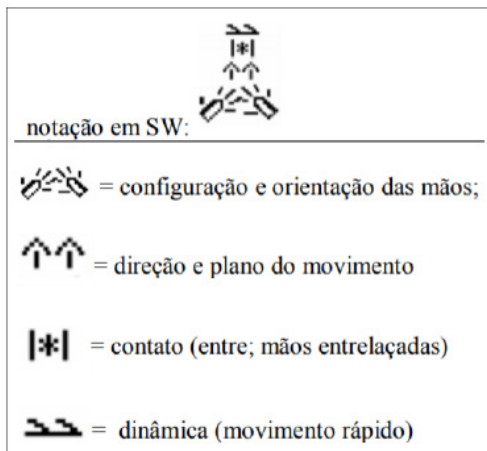 notação em SW:
= configuração e orientação das mãos;
= direção e plano do movimento
= contato (entre; mãos entrelaçadas)
= dinâmica (movimento rápido)